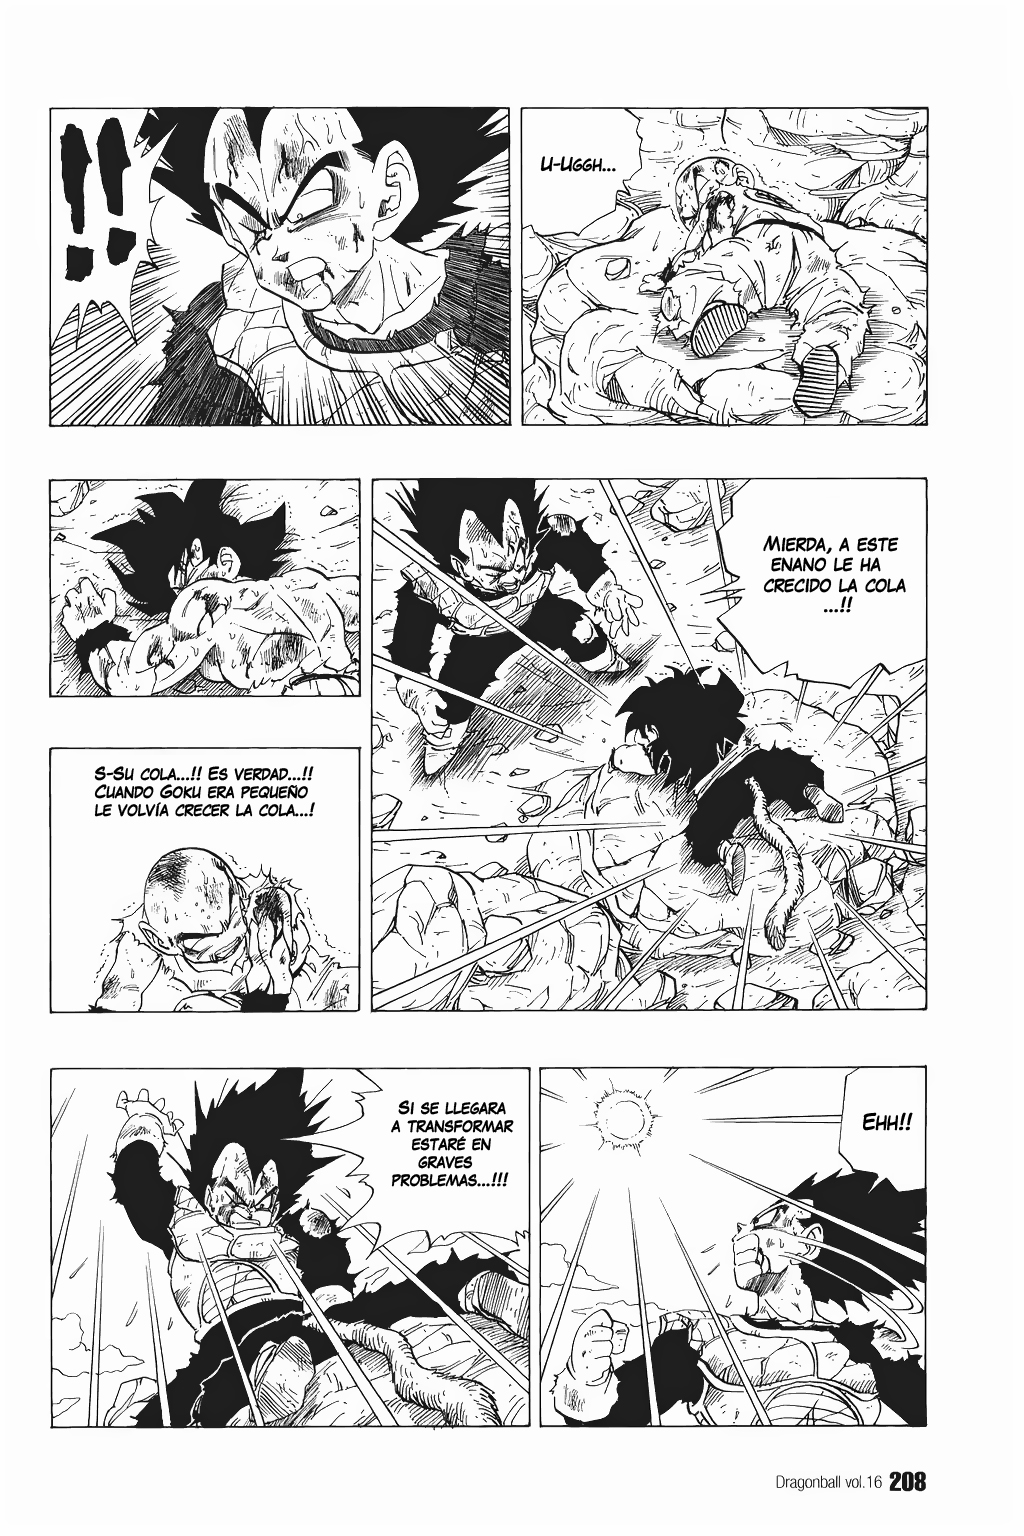 !!
U-Uggh...
Mierda, a este
enano le ha
crecido la cola
...!!
S-Su cola...!! Es verdad...!!
Cuando Goku era pequeño
le volvía crecer la cola...!
Si se llegara
a transformar
estaré en
graves
problemas...!!!
Ehh!!
Dragonball vol.16 208